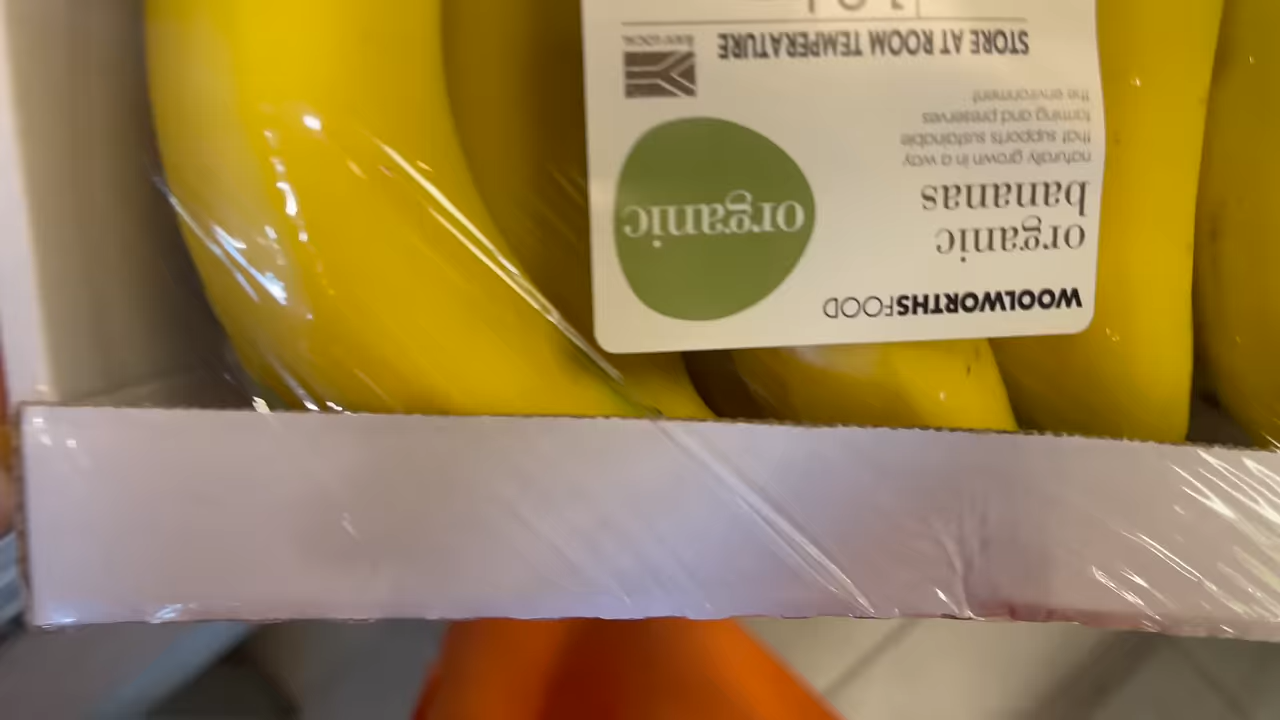 WOOLWORTHSFOOD
organic
bananas
naturally grown in a way
that supports sustainable
farming and preserves
the environment
organic
STORE AT ROOM TEMPERATURE